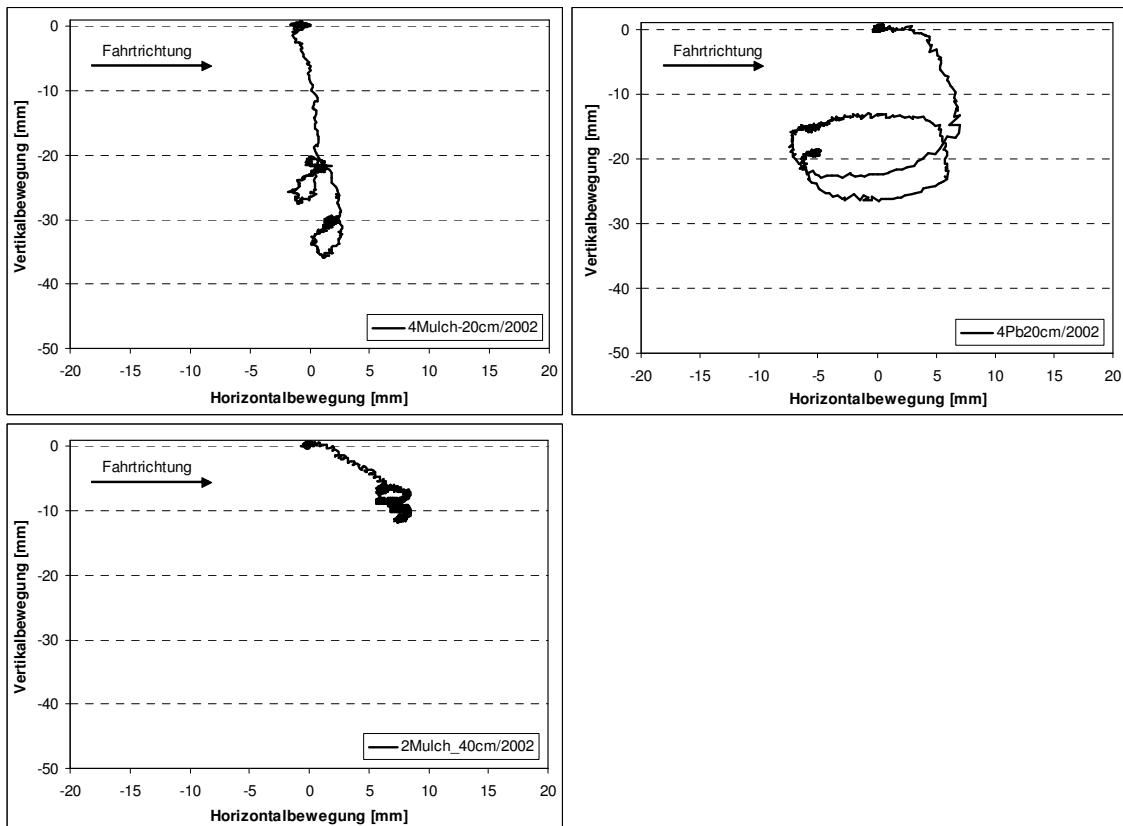 0
-10
-20
-30
-40
-50
-20 -15 -10 -5 0 5 10 15 20
Vertikalbewegung [mm]
Horizontalbewegung [mm]
Fahrtrichtung
4Mulch-20cm/2002
0
-10
-20
-30
-40
-50
-20 -15 -10 -5 0 5 10 15 20
Vertikalbewegung [mm]
Horizontalbewegung [mm]
Fahrtrichtung
4Pb20cm/2002
0
-10
-20
-30
-40
-50
-20 -15 -10 -5 0 5 10 15 20
Vertikalbewegung [mm]
Horizontalbewegung [mm]
Fahrtrichtung
2Mulch_40cm/2002